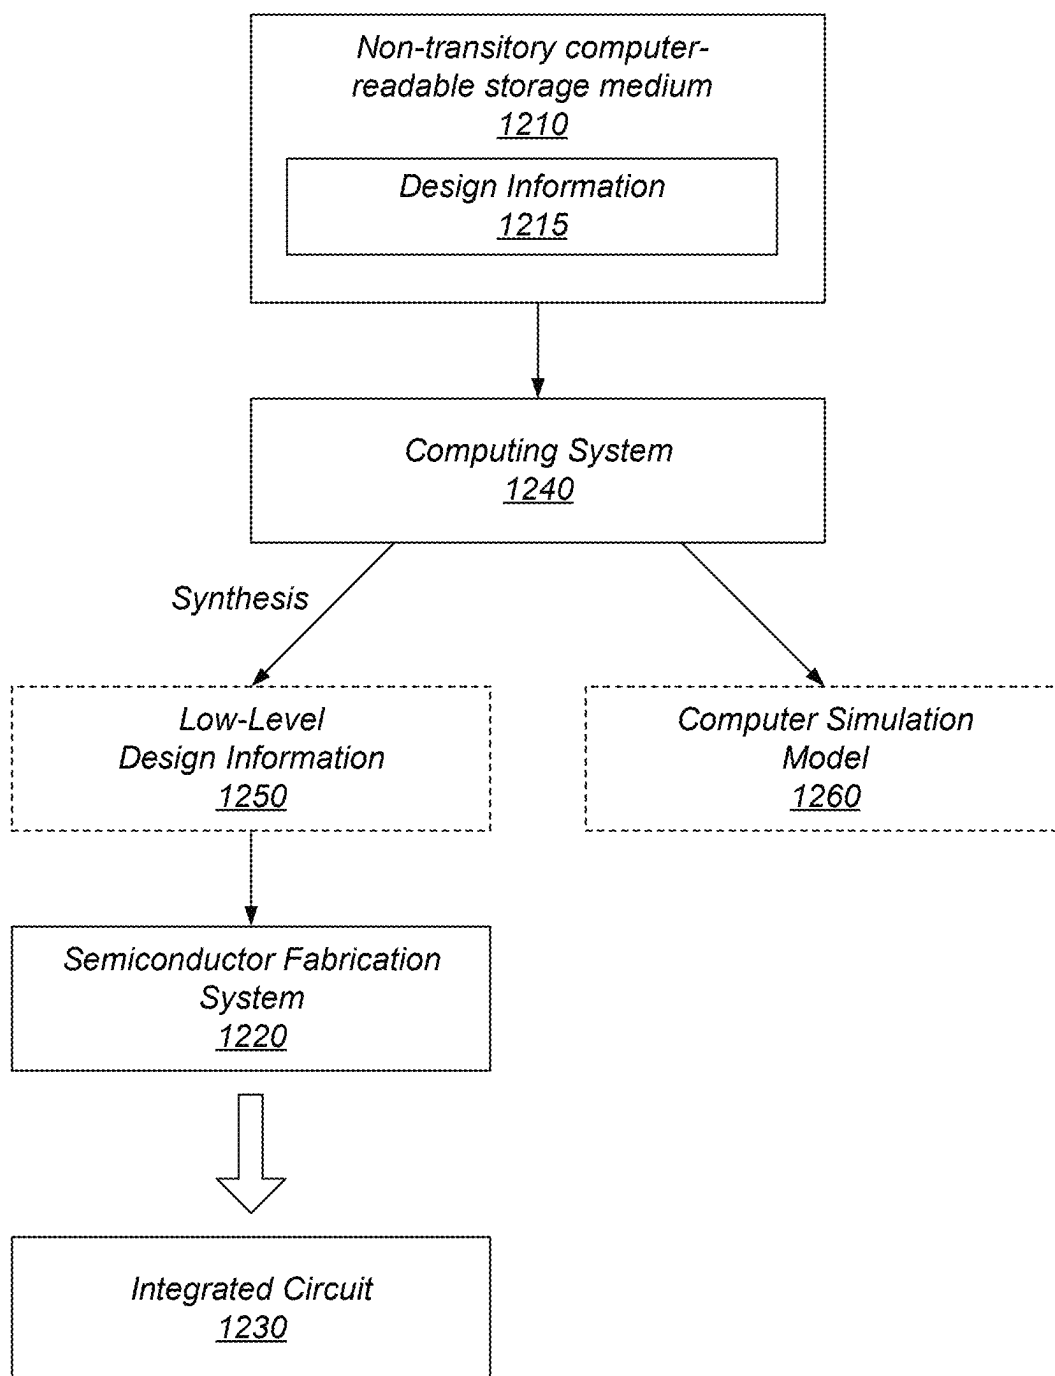 Non-transitory computer-
readable storage medium
1210
Design Information
1215
Computing System
1240
Synthesis
Low-Level
Design Information
1250
Computer Simulation
Model
1260
Semiconductor Fabrication
System
1220
Integrated Circuit
1230